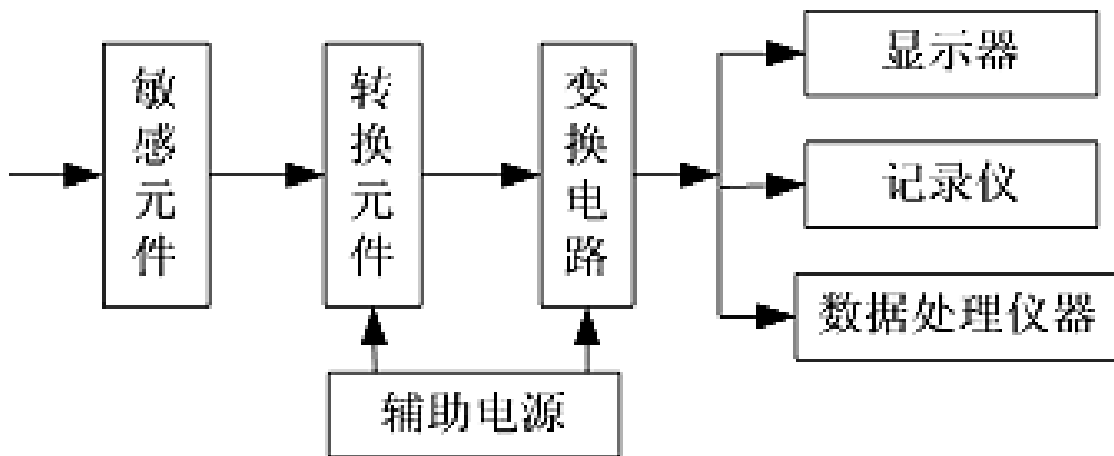 敏感元件
转换元件
变换电路
显示器
记录仪
数据处理仪器
辅助电源